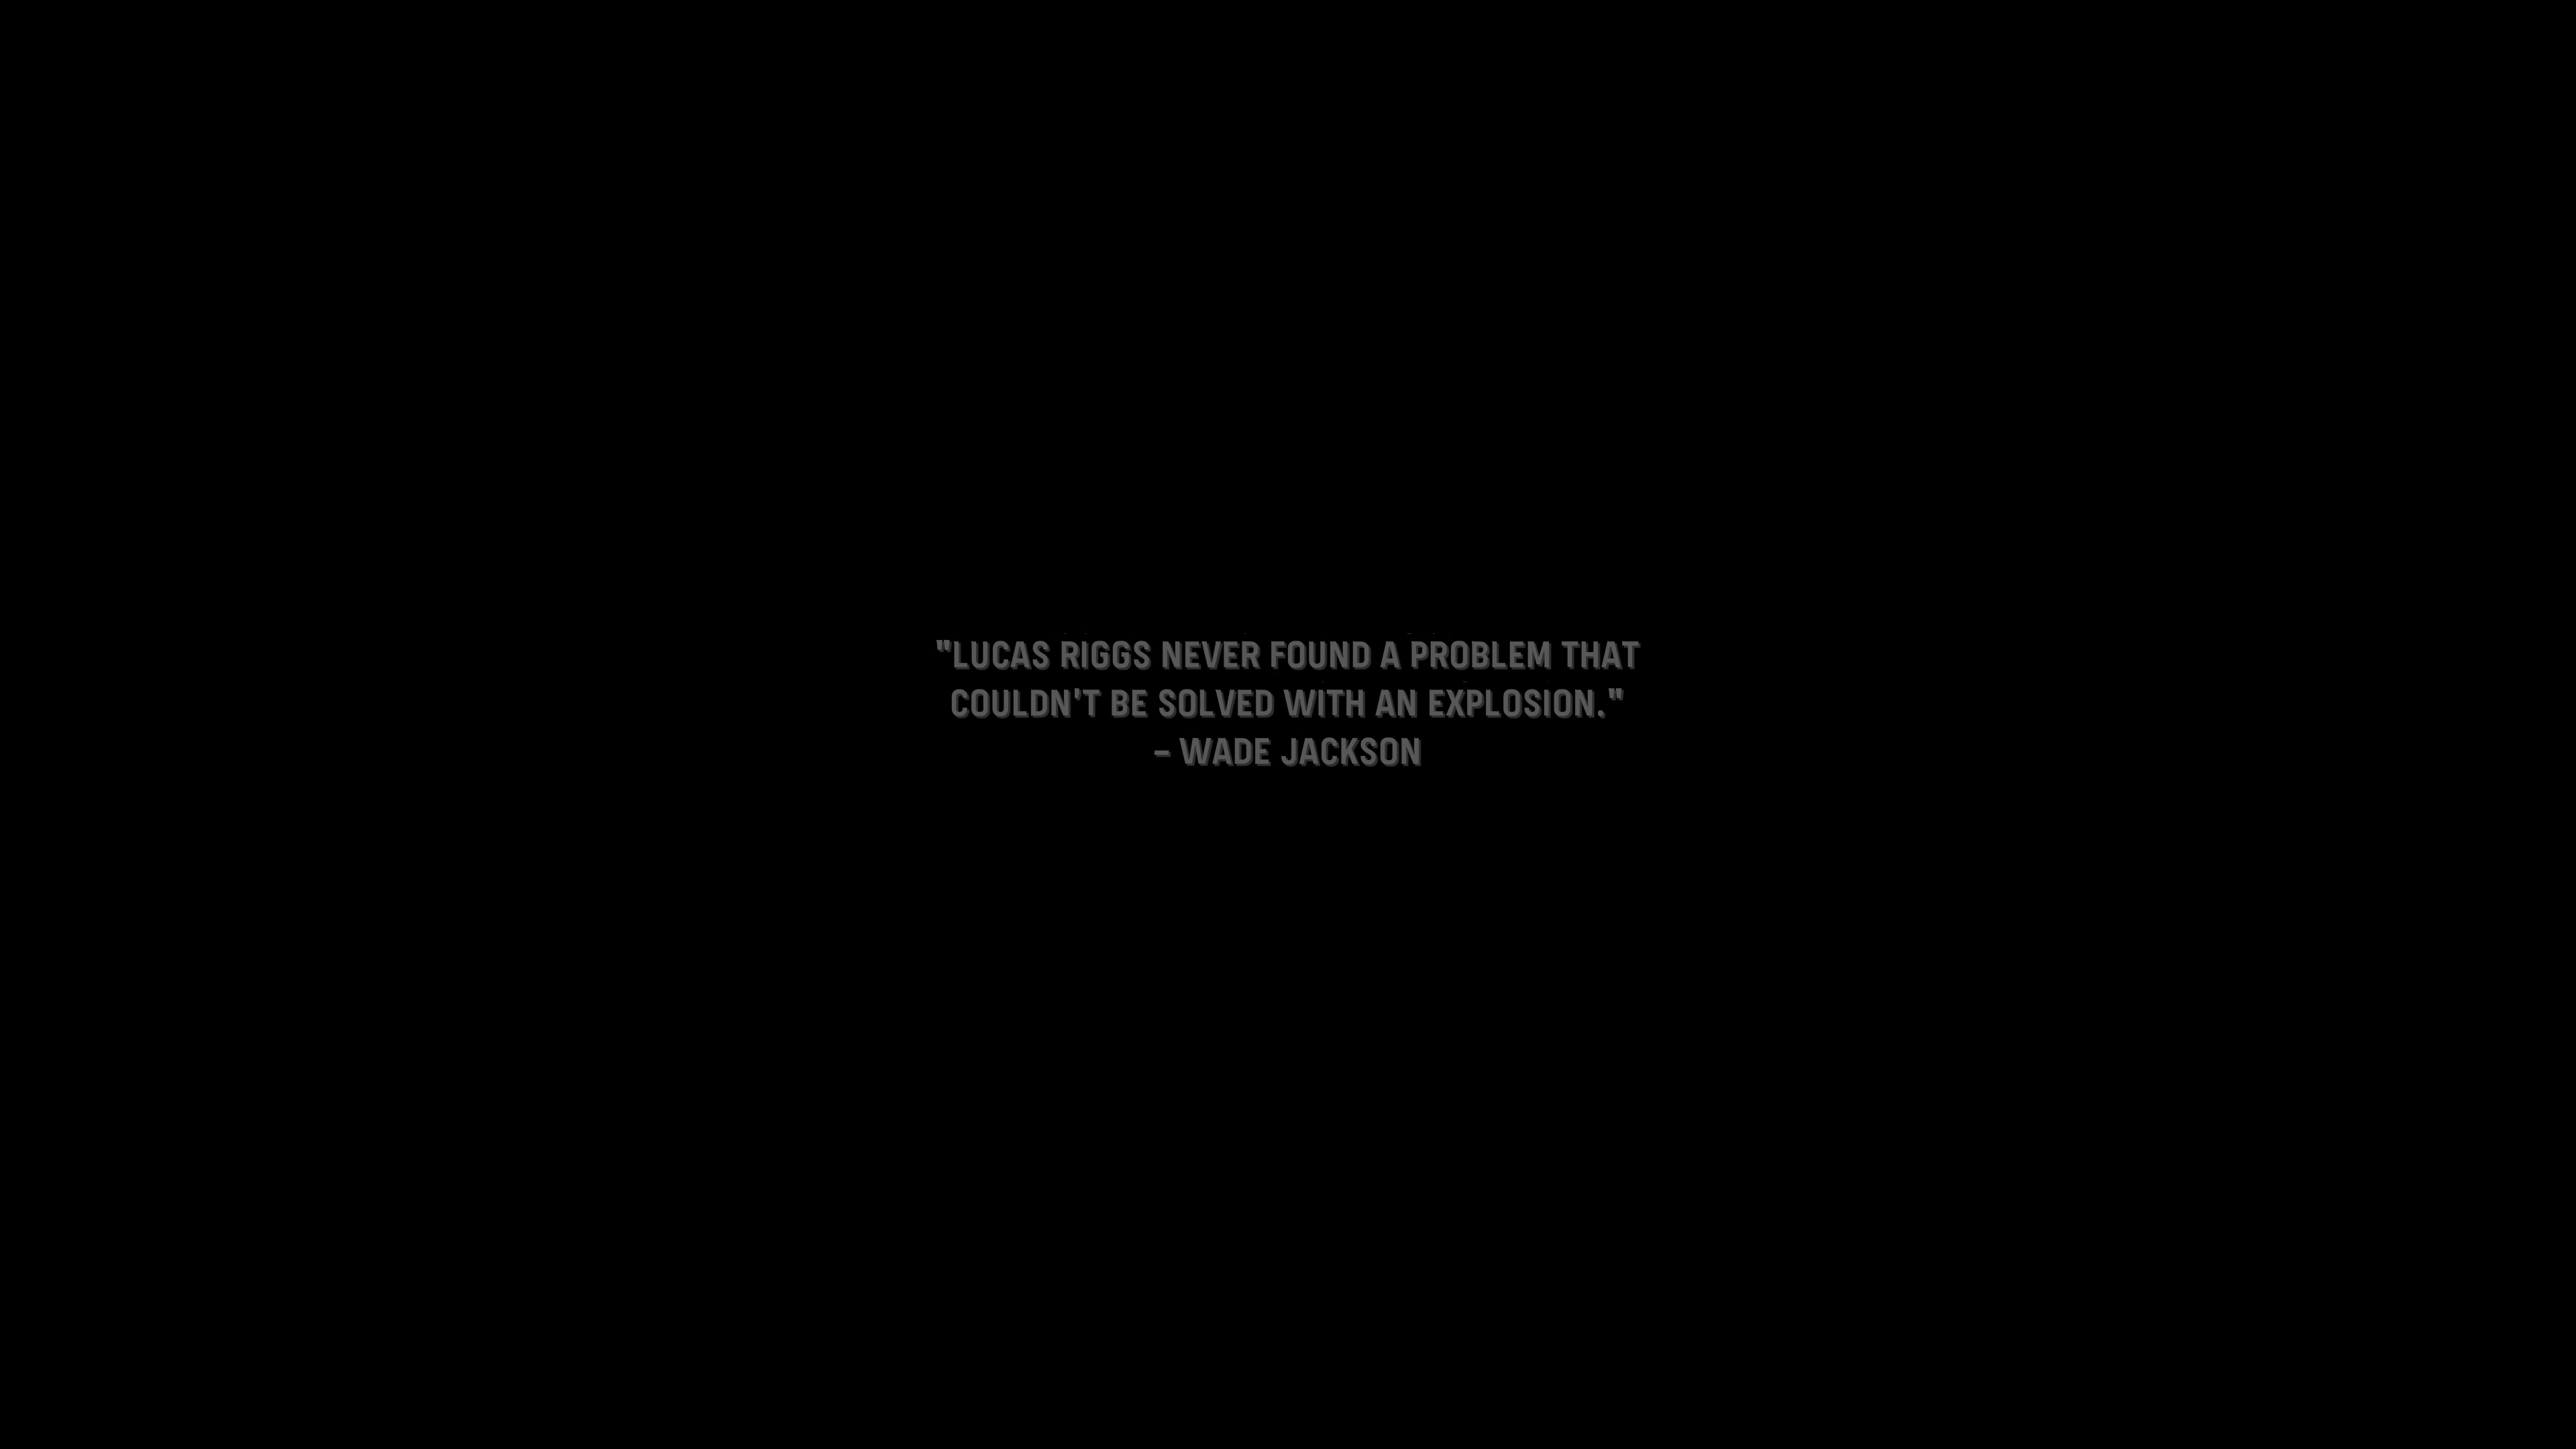 "LUCAS RIGGS NEVER FOUND A PROBLEM THAT
COULDN'T BE SOLVED WITH AN EXPLOSION."
– WADE JACKSON